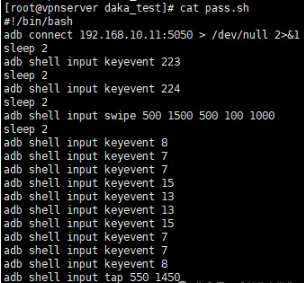 [root@vpnserver daka_test]# cat pass.sh
#!/bin/bash
adb connect 192.168.10.11:5050 > /dev/null 2>&1
sleep 2
adb shell input keyevent 223
sleep 2
adb shell input keyevent 224
sleep 2
adb shell input swipe 500 1500 500 100 1000
sleep 2
adb shell input keyevent 8
adb shell input keyevent 7
adb shell input keyevent 7
adb shell input keyevent 15
adb shell input keyevent 13
adb shell input keyevent 13
adb shell input keyevent 15
adb shell input keyevent 7
adb shell input keyevent 7
adb shell input keyevent 8
adb shell input tap 550 1450